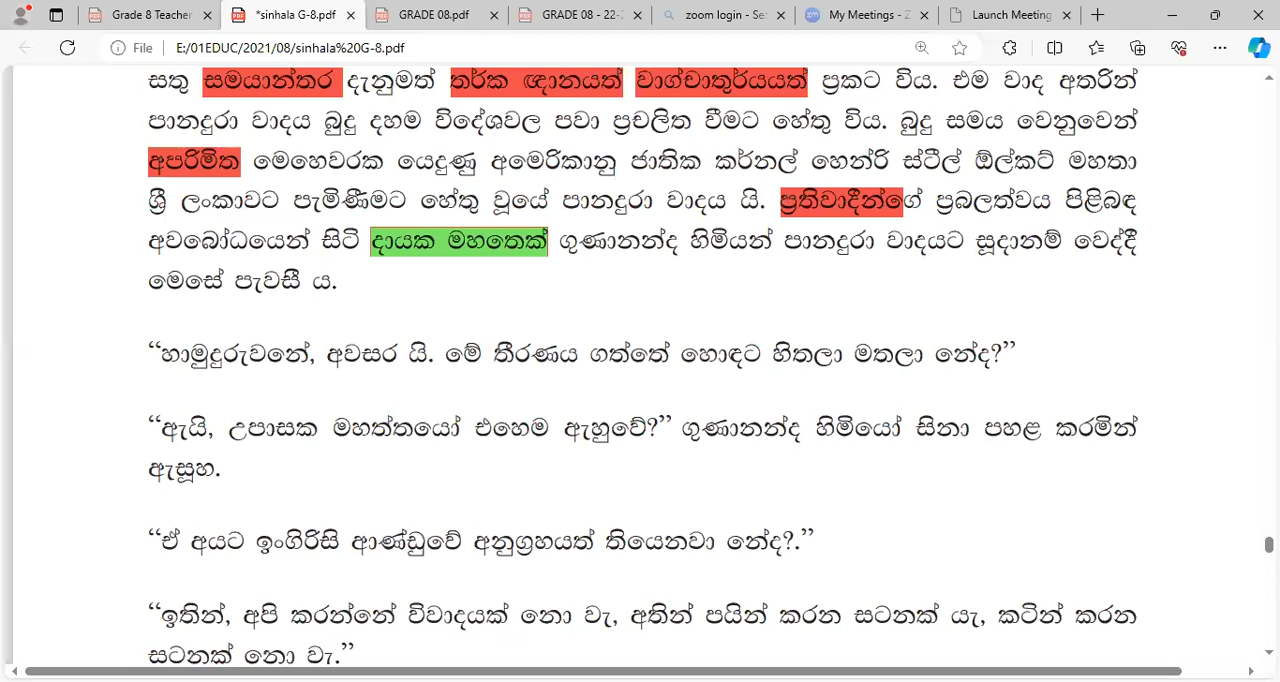 Grade 8 Teacher
*sinhala G-8.pdf
GRADE 08.pdf
GRADE 08 - 22-
zoom login - Se
My Meetings - Z
Launch Meeting
File E:/01EDUC/2021/08/sinhala%20G-8.pdf
සතු සමයාන්තර දැනුමත් තර්ක ඥානයත් වාග්චාතුර්යයත් ප්‍රකට විය. එම වාද අතරින්
පානදුරා වාදය බුදු දහම විදේශවල පවා ප්‍රචලිත වීමට හේතු විය. බුදු සමය වෙනුවෙන්
අපරිමිත මෙහෙවරක යෙදුණු අමෙරිකානු ජාතික කර්නල් හෙන්රි ස්ටීල් ඕල්කට් මහතා
ශ්‍රී ලංකාවට පැමිණීමට හේතු වූයේ පානදුරා වාදය යි. ප්‍රතිවාදීන්ගේ ප්‍රබලත්වය පිළිබඳ
අවබෝධයෙන් සිටි දායක මහතෙක් ගුණානන්ද හිමියන් පානදුරා වාදයට සූදානම් වෙද්දී
මෙසේ පැවසී ය.
“හාමුදුරුවනේ, අවසර යි. මේ තීරණය ගත්තේ හොඳට හිතලා මතලා නේද?”
“ඇයි, උපාසක මහත්තයෝ එහෙම ඇහුවේ?” ගුණානන්ද හිමියෝ සිනා පහළ කරමින්
ඇසූහ.
“ඒ අයට ඉංගිරිසි ආණ්ඩුවේ අනුග්‍රහයත් තියෙනවා නේද?.”
“ඉතින්, අපි කරන්නේ විවාදයක් නො වැ, අතින් පයින් කරන සටනක් යැ, කටින් කරන
සටනක් නො වැ.”